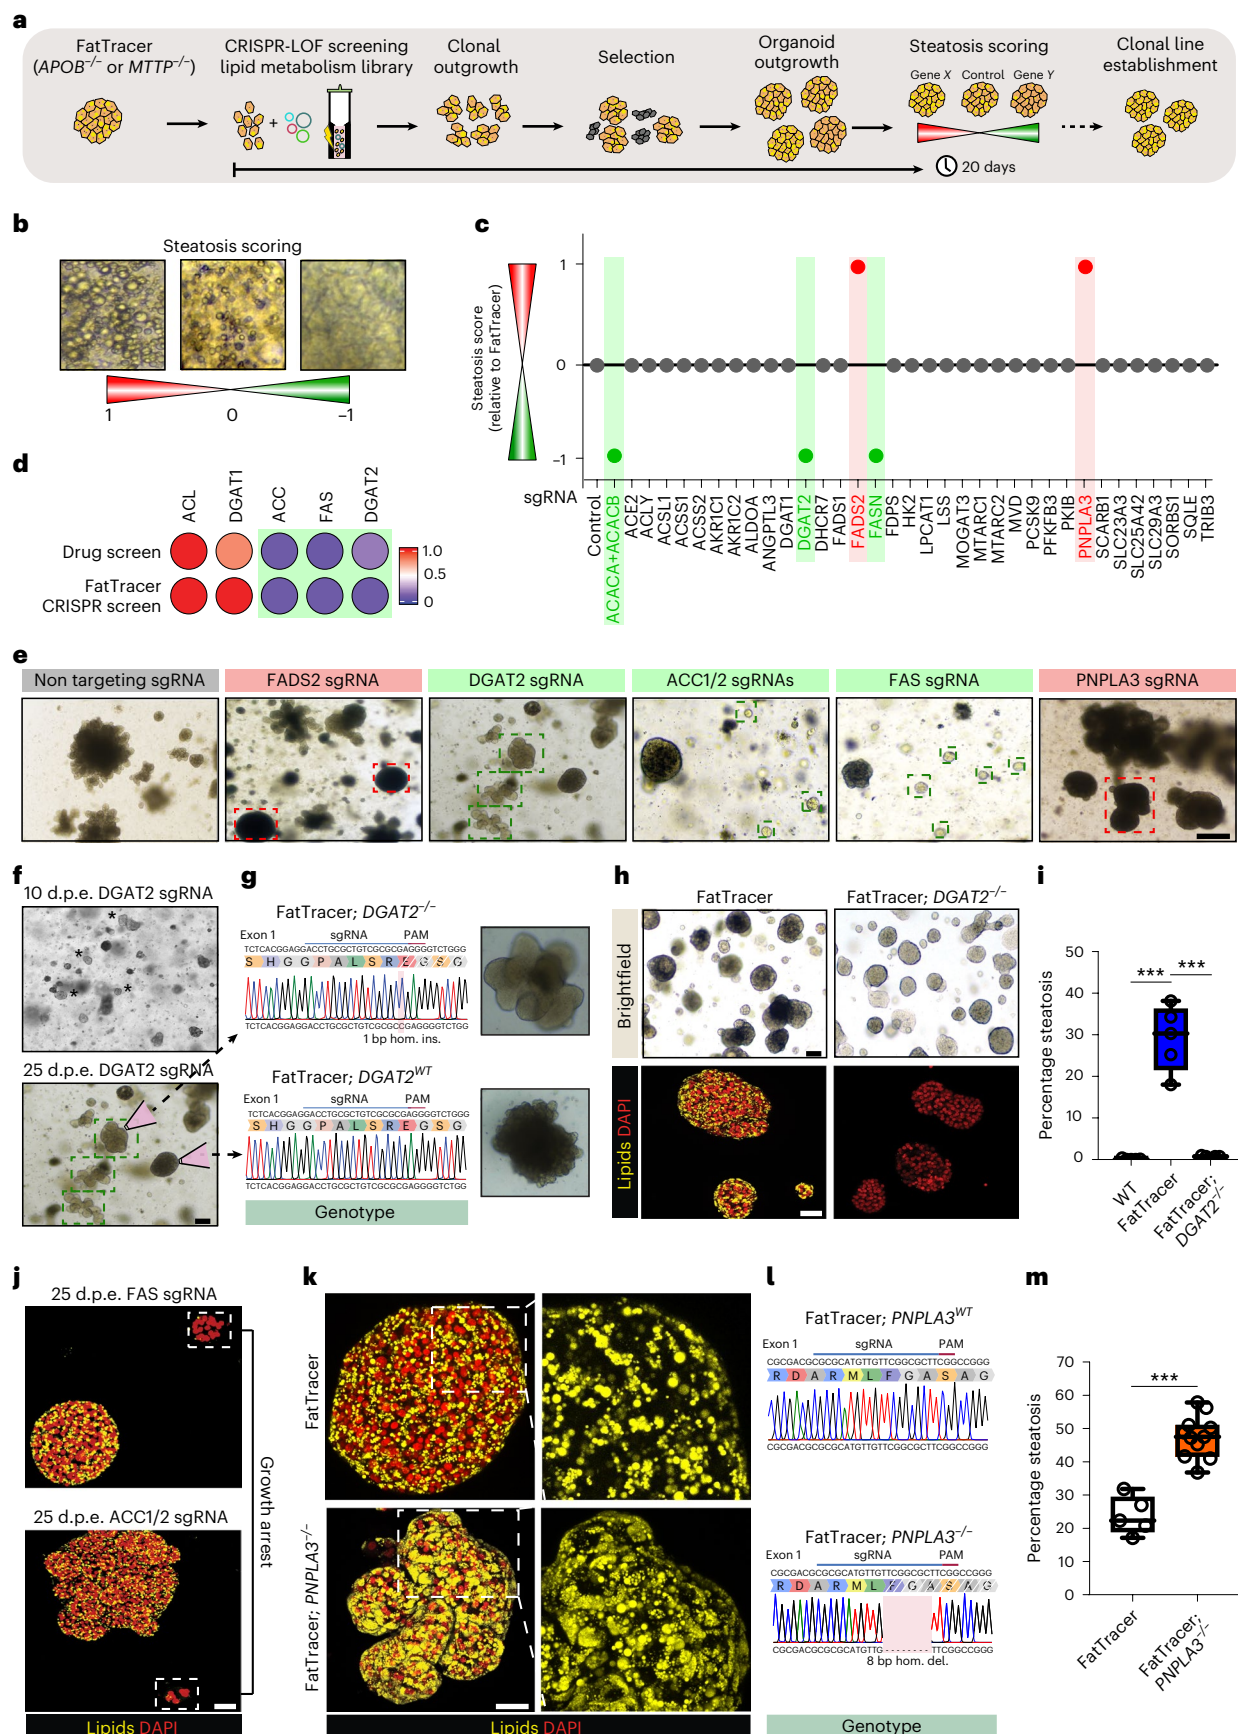 a
FatTracer
(APOB–/– or MTTP–/–)
CRISPR-LOF screening
lipid metabolism library
Clonal
outgrowth
Selection
Organoid
outgrowth
Steatosis scoring
Gene X Control Gene Y
Clonal line
establishment
+
20 days
b
Steatosis scoring
1 0 –1
c
Steatosis score
(relative to FatTracer)
1
0
–1
sgRNA
Control
ACACA+ACACB
ACE2
ACLY
ACSL1
ACSS1
ACSS2
AKR1C1
AKR1C2
ALDOA
ANGPTL3
DGAT1
DGAT2
DHCR7
FADS1
FADS2
FASN
FDPS
HK2
LPCAT1
LSS
MOGAT3
MTARC1
MTARC2
MVD
PCSK9
PFKFB3
PKIB
PNPLA3
SCARB1
SLC23A3
SLC25A42
SLC29A3
SORBS1
SQLE
TRIB3
d
ACL
DGAT1
ACC
FAS
DGAT2
Drug screen
FatTracer
CRISPR screen
1.0
0.5
0
e
Non targeting sgRNA
FADS2 sgRNA
DGAT2 sgRNA
ACC1/2 sgRNAs
FAS sgRNA
PNPLA3 sgRNA
f
10 d.p.e. DGAT2 sgRNA
* * * *
25 d.p.e. DGAT2 sgRNA
g
FatTracer; DGAT2–/–
Exon 1 sgRNA PAM
TCTCACGGAGGACCTGCGCTGTCGCGCGAGGGGTCTGGG
S H G G P A L S R E G S G
TCTCACGGAGGACCTGCGCTGTCGCGCCGAGGGGTCTGG
1 bp hom. ins.
FatTracer; DGAT2WT
Exon 1 sgRNA PAM
TCTCACGGAGGACCTGCGCTGTCGCGCGAGGGGTCTGGG
S H G G P A L S R E G S G
TCTCACGGAGGACCTGCGCTGTCGCGCGAGGGGTCTGG
Genotype
h
FatTracer
FatTracer; DGAT2–/–
Brightfield
Lipids DAPI
i
Percentage steatosis
50
40
30
20
10
0
*** ***
WT
FatTracer
FatTracer;
DGAT2–/–
j
25 d.p.e. FAS sgRNA
25 d.p.e. ACC1/2 sgRNA
Growth arrest
Lipids DAPI
k
FatTracer
FatTracer; PNPLA3–/–
Lipids DAPI
l
FatTracer; PNPLA3WT
Exon 1 sgRNA PAM
CGCGACGCGCGCATGTTGTTCGGCGCTTCGGCCGGG
R D A R M L F G A S A G
CGCGACGCGCGCATGTTGTTCGGCGCTTCGGCCGGG
FatTracer; PNPLA3–/–
Exon 1 sgRNA PAM
CGCGACGCGCGCATGTTGTTCGGCGCTTCGGCCGGG
R D A R M L F G A S A G
CGCGACGCGCGCATGTTG--------TTCGGCCGGG
8 bp hom. del.
Genotype
m
Percentage steatosis
70
60
50
40
30
20
10
0
***
FatTracer
FatTracer;
PNPLA3–/–